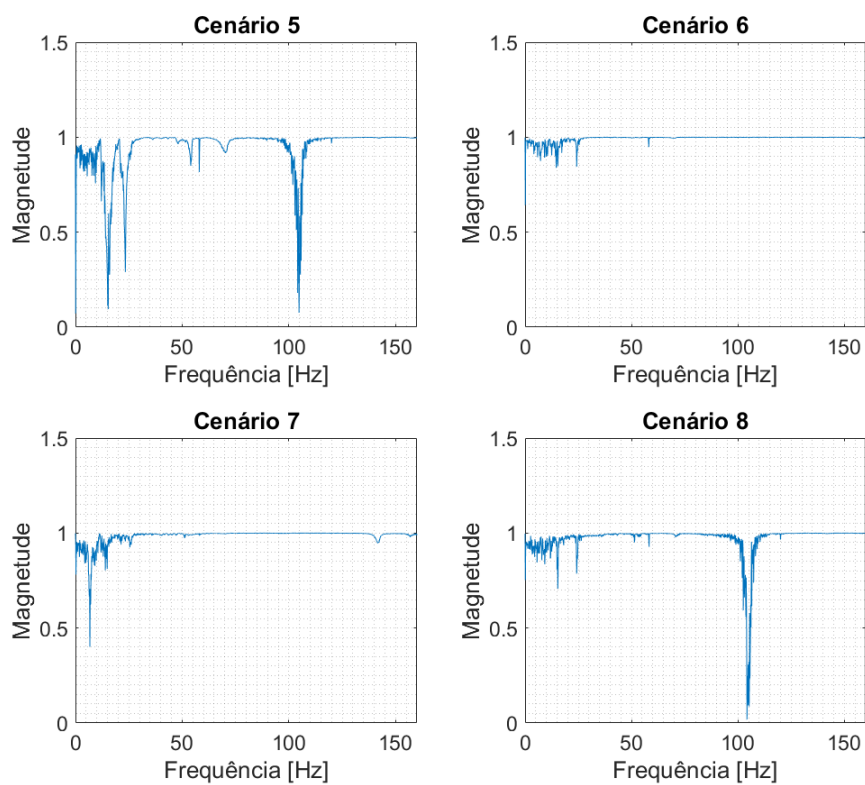 Cenário 5
1.5
1
0.5
0
Magnetude
0 50 100 150
Frequência [Hz]
Cenário 6
1.5
1
0.5
0
Magnetude
0 50 100 150
Frequência [Hz]
Cenário 7
1.5
1
0.5
0
Magnetude
0 50 100 150
Frequência [Hz]
Cenário 8
1.5
1
0.5
0
Magnetude
0 50 100 150
Frequência [Hz]